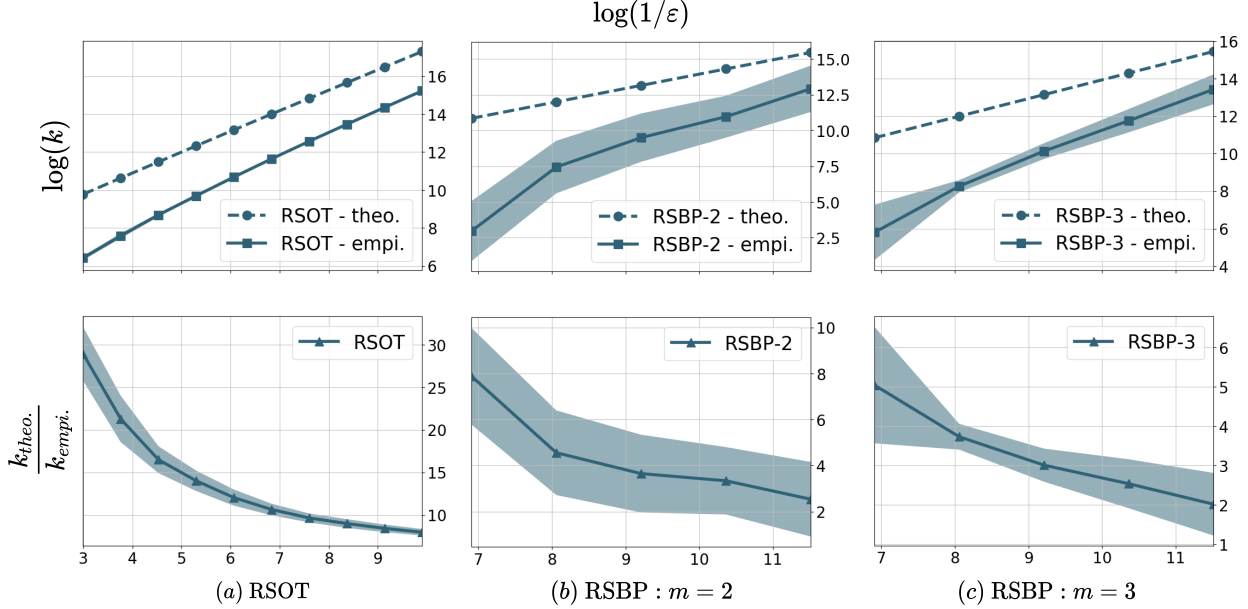 log(1/ε)
log(k)
16
14
12
10
8
6
RSOT - theo.
RSOT - empi.
15.0
12.5
10.0
7.5
5.0
2.5
RSBP-2 - theo.
RSBP-2 - empi.
16
14
12
10
8
6
4
RSBP-3 - theo.
RSBP-3 - empi.
k_theo.
k_empi.
30
25
20
15
10
RSOT
3 4 5 6 7 8 9
10
8
6
4
2
RSBP-2
7 8 9 10 11
6
5
4
3
2
1
RSBP-3
7 8 9 10 11
(a) RSOT
(b) RSBP : m = 2
(c) RSBP : m = 3